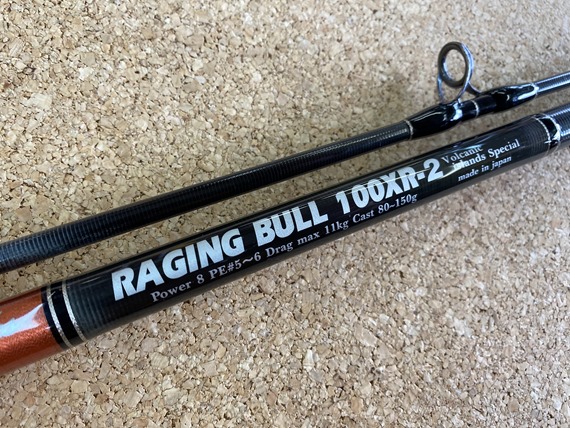 RAGING BULL 100XR-2
Volcanic
islands Special
made in japan
Power 8 PE#5~6 Drag max 11kg Cast 80~150g